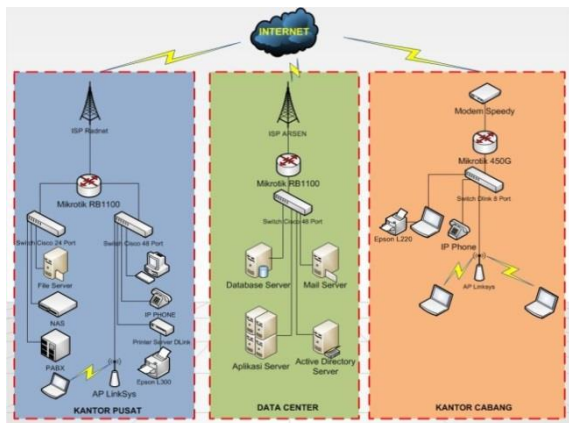 INTERNET
ISP Radnet
Mikrotik RB1100
Switch Cisco 24 Port
Switch Cisco 48 Port
File Server
NAS
IP PHONE
Printer Server DLink
PABX
Epson L300
AP LinkSys
KANTOR PUSAT
ISP ARSEN
Mikrotik RB1100
Switch Cisco 48 Port
Database Server
Mail Server
Aplikasi Server
Active Directory
Server
DATA CENTER
Modem Speedy
Mikrotik 450G
Switch Dlink 8 Port
Epson L220
IP Phone
AP Linksys
KANTOR CABANG